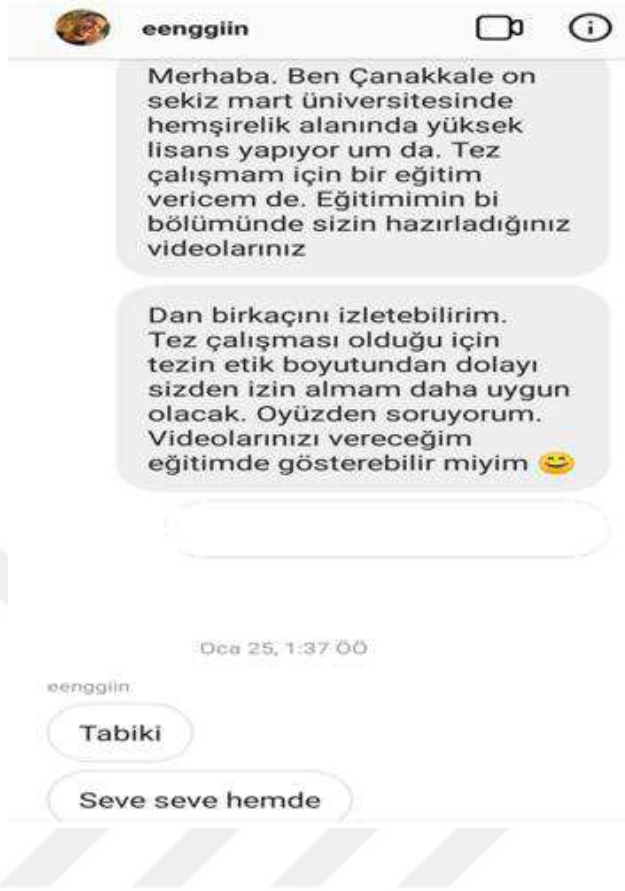 eenggiin
Merhaba. Ben Çanakkale on
sekiz mart üniversitesinde
hemşirelik alanında yüksek
lisans yapıyor um da. Tez
çalışmam için bir eğitim
vericem de. Eğitimimin bi
bölümünde sizin hazırladığınız
videolarınız
Dan birkaçını izletebilirim.
Tez çalışması olduğu için
tezin etik boyutundan dolayı
sizden izin almam daha uygun
olacak. Oyüzden soruyorum.
Videolarınızı vereceğim
eğitimde gösterebilir miyim 😊
Oca 25, 1:37 ÖÖ
eenggiin
Tabiki
Seve seve hemde